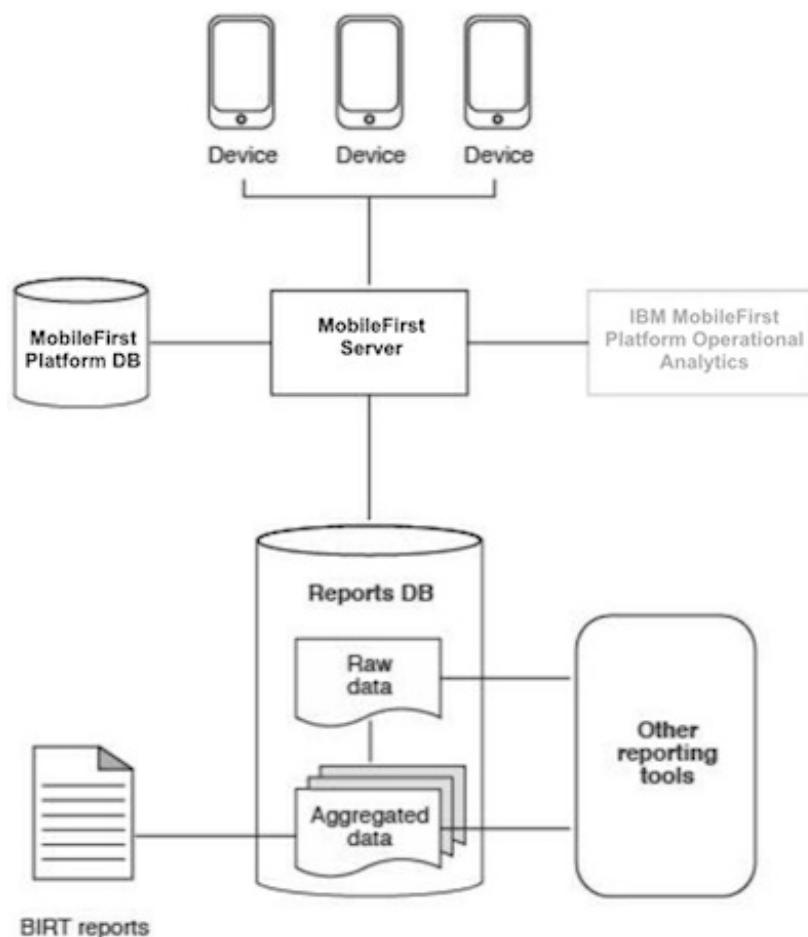 Device
Device
Device
MobileFirst
Platform DB
MobileFirst
Server
IBM MobileFirst
Platform Operational
Analytics
Reports DB
Raw
data
Aggregated
data
Other
reporting
tools
BIRT reports